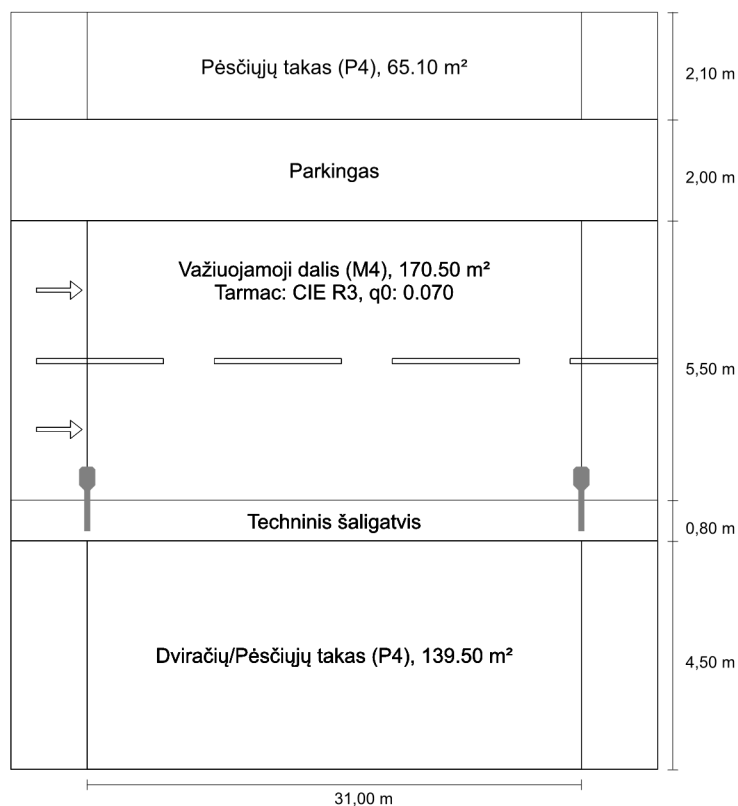 Pėsčiųjų takas (P4), 65.10 m²
2,10 m
Parkingas
2,00 m
Važiuojamoji dalis (M4), 170.50 m²
Tarmac: CIE R3, q0: 0.070
5,50 m
Techninis šaligatvis
0,80 m
Dviračių/Pėsčiųjų takas (P4), 139.50 m²
4,50 m
31,00 m